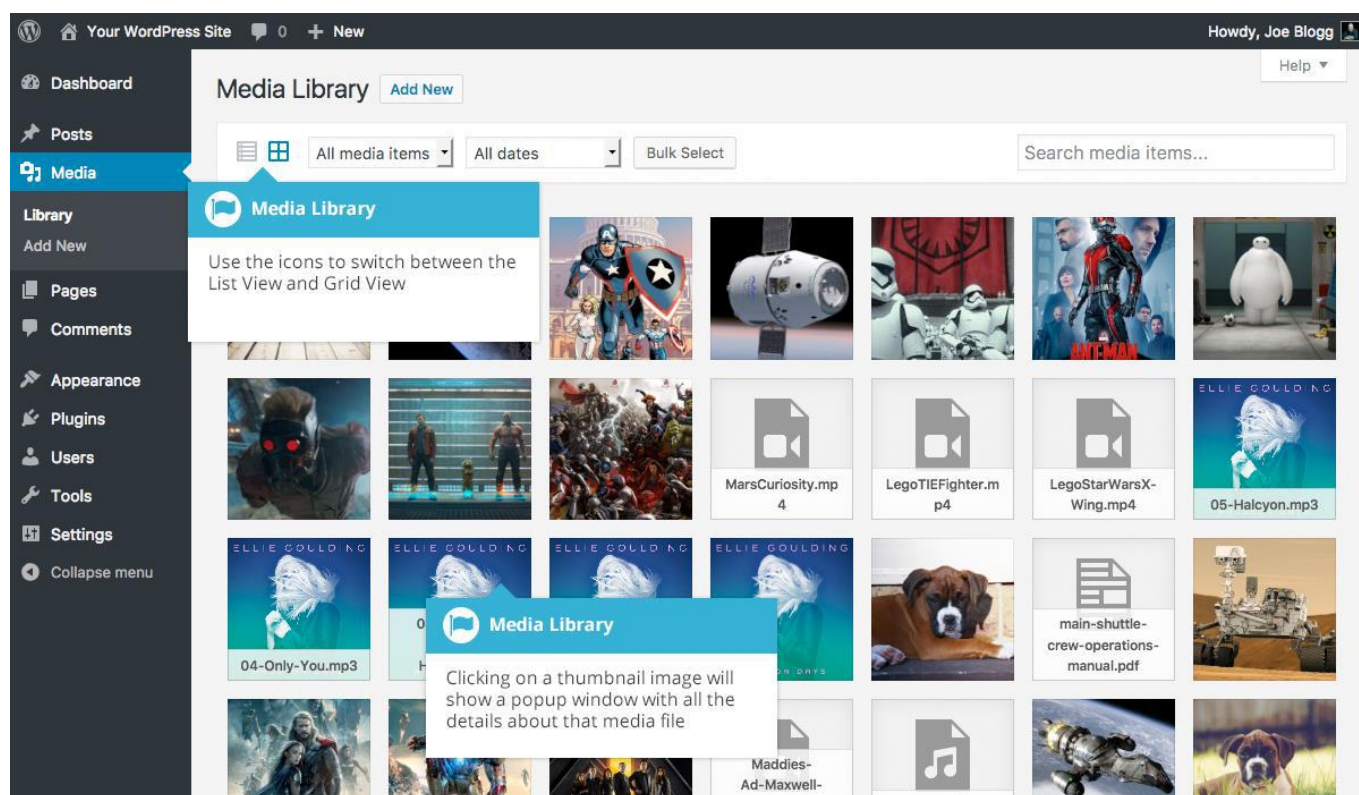 Your WordPress Site 0 + New
Howdy, Joe Blogg
Help
Dashboard
Posts
Media
Library
Add New
Pages
Comments
Appearance
Plugins
Users
Tools
Settings
Collapse menu
Media Library Add New
All media items All dates Bulk Select Search media items...
Media Library
Use the icons to switch between the
List View and Grid View
ANT-MAN
MarsCuriosity.mp
4
LegoTIEFighter.m
p4
LegoStarWarsX-
Wing.mp4
ELLIE GOULDING
05-Halcyon.mp3
ELLIE GOULDING
04-Only-You.mp3
ELLIE GOULDING
0
H
ELLIE GOULDING
ELLIE GOULDING
DAYS
main-shuttle-
crew-operations-
manual.pdf
Media Library
Clicking on a thumbnail image will
show a popup window with all the
details about that media file
Maddies-
Ad-Maxwell-